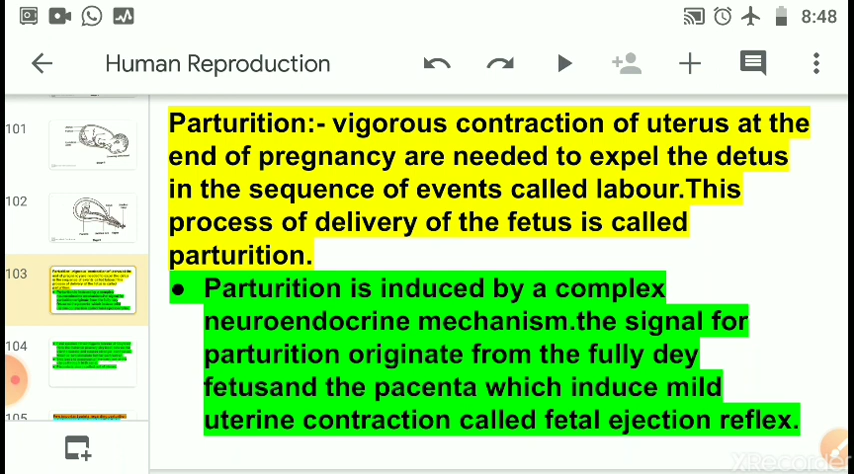 8:48
Human Reproduction
101
102
103
104
105
Parturition:- vigorous contraction of uterus at the
end of pregnancy are needed to expel the detus
in the sequence of events called labour.This
process of delivery of the fetus is called
parturition.
● Parturition is induced by a complex
neuroendocrine mechanism.the signal for
parturition originate from the fully dey
fetusand the pacenta which induce mild
uterine contraction called fetal ejection reflex.
XRecorder